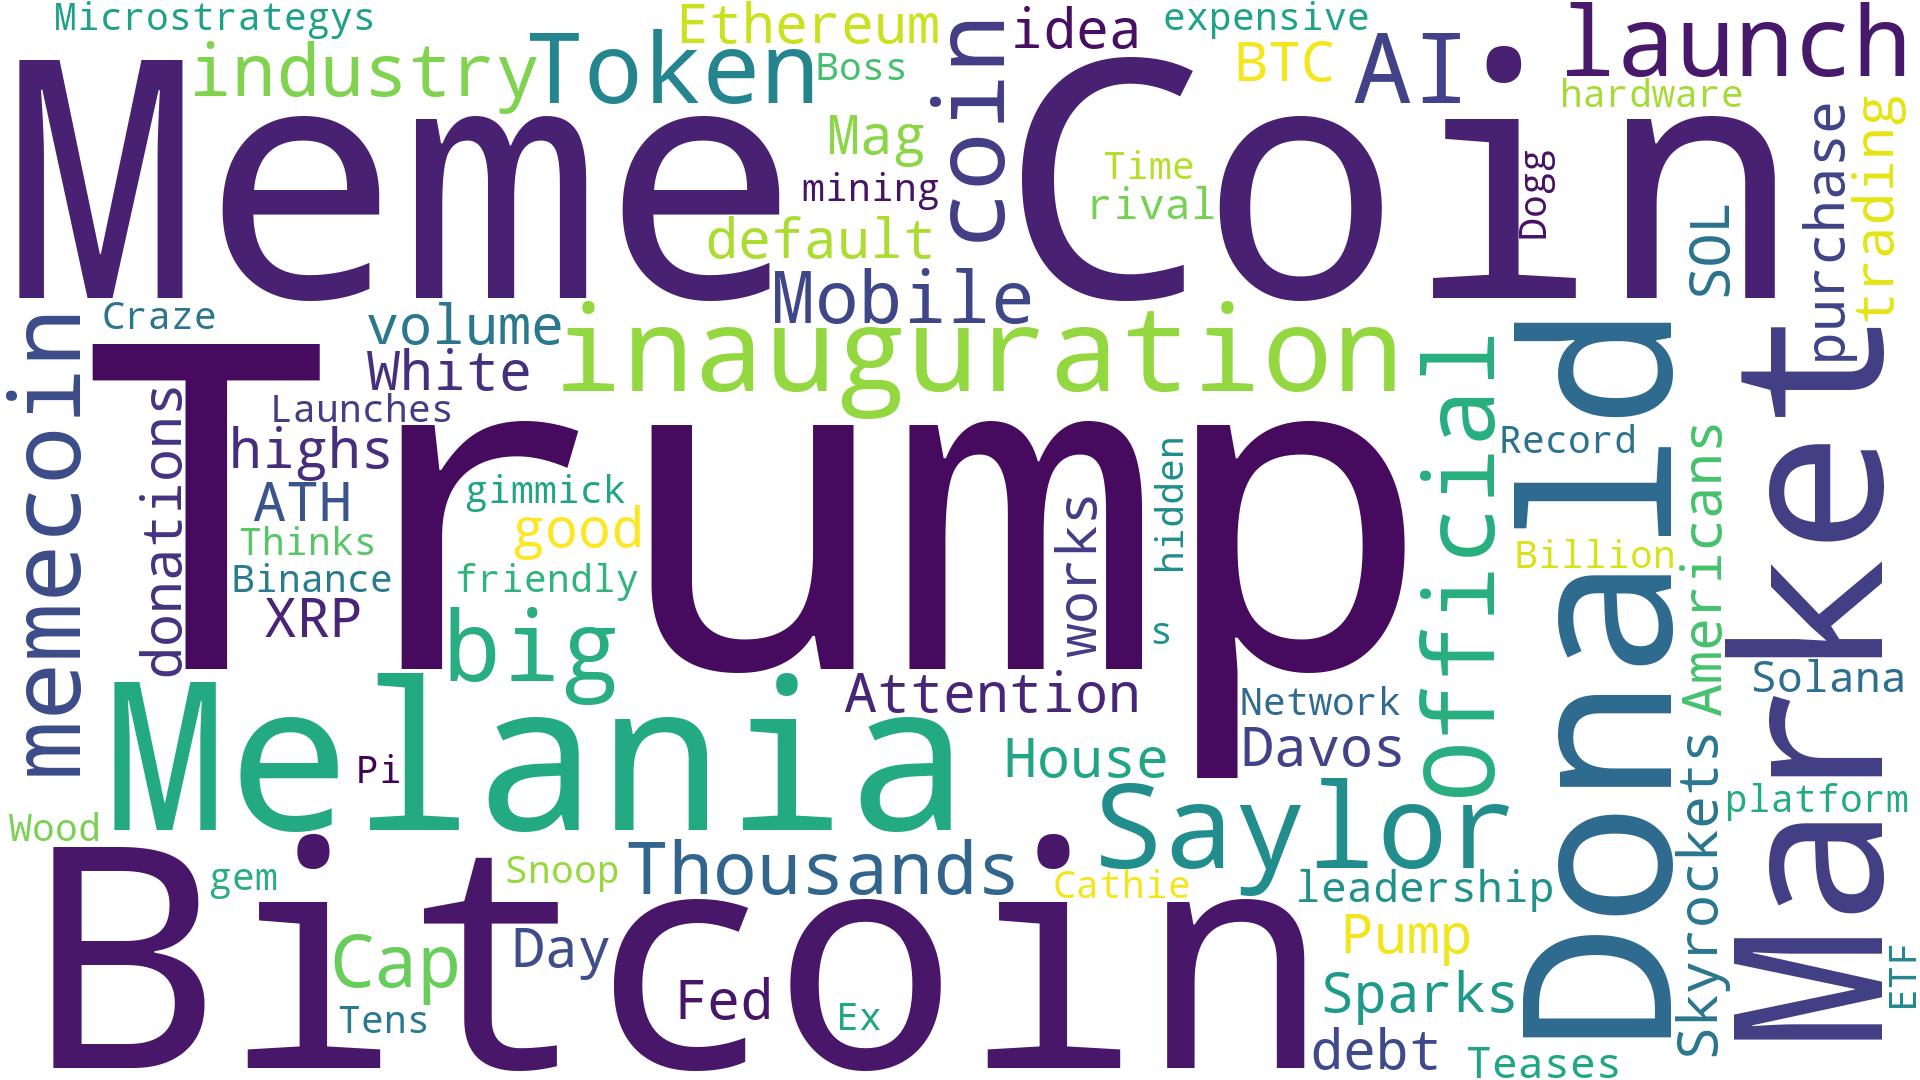 Microstrategys
Ethereum
idea
expensive
launch
industry
Token
Boss
coin
BTC
AI
hardware
Meme
Coin
Mag
Time
mining
rival
Dogg
purchase
trading
default
SOL
Mobile
Craze
volume
inauguration
memecoin
White
Trump
donations
Launches
highs
official
Donald
Market
Record
ATH
gimmick
good
hidden
works
Thinks
Binance
friendly
Billion
Americans
XRP
big
s
Solana
Melania
Attention
Network
Pi
House
Davos
Skyrockets
platform
Saylor
Wood
Bitcoin
gem
Snoop
Thousands
Cathie
leadership
Cap
Day
Pump
Fed
Sparks
ETF
Tens
Ex
debt
Teases